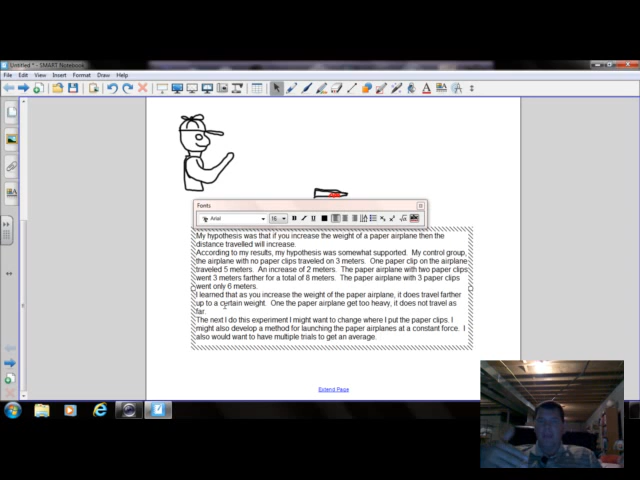 Untitled * - SMART Notebook
File Edit View Insert Format Draw Help
Fonts
Arial 16 B I U
My hypothesis was that if you increase the weight of a paper airplane then the
distance travelled will increase.
According to my results, my hypothesis was somewhat supported. My control group,
the airplane with no paper clips traveled on 3 meters. One paper clip on the airplane
traveled 5 meters. An increase of 2 meters. The paper airplane with two paper clips
went 3 meters farther for a total of 8 meters. The paper airplane with 3 paper clips
went only 6 meters.
I learned that as you increase the weight of the paper airplane, it does travel farther
up to a certain weight. One the paper airplane get too heavy, it does not travel as
far.
The next I do this experiment I might want to change where I put the paper clips. I
might also develop a method for launching the paper airplanes at a constant force. I
also would want to have multiple trials to get an average.
Extend Page